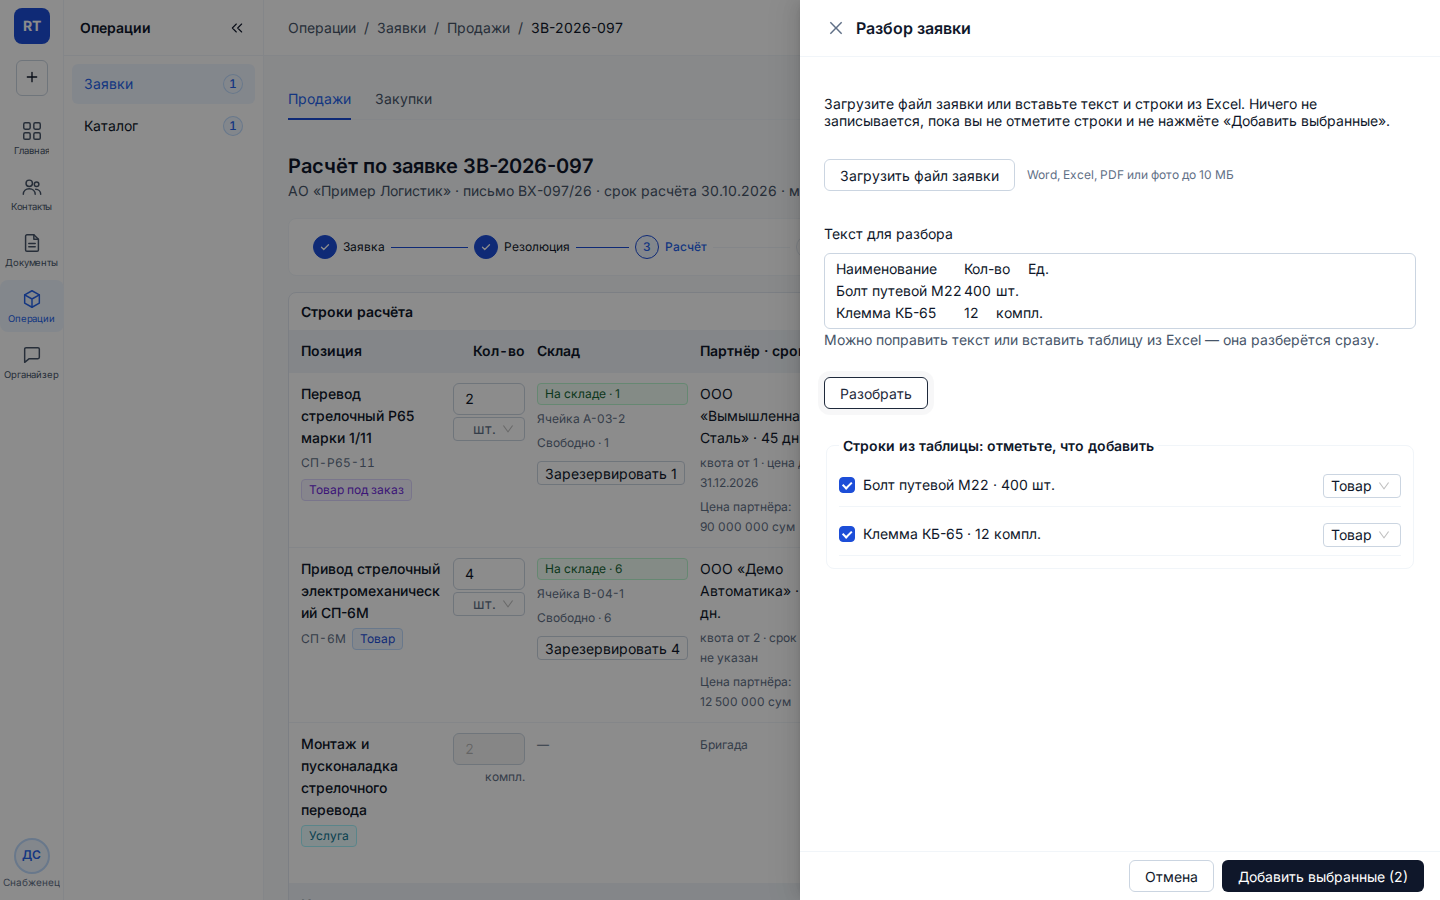 RT
Главная
Контакты
Документы
Операции
Органайзер
ДС
Снабженец
Операции
Заявки 1
Каталог 1
Операции / Заявки / Продажи / ЗВ-2026-097
Продажи Закупки
Расчёт по заявке ЗВ-2026-097
АО «Пример Логистик» · письмо ВХ-097/26 · срок расчёта 30.10.2026 · м
Заявка Резолюция 3 Расчёт
Строки расчёта
Позиция Кол-во Склад Партнёр · сро
Перевод
стрелочный Р65
марки 1/11
СП-Р65-11
Товар под заказ
2
шт.
На складе · 1
Ячейка А-03-2
Свободно · 1
Зарезервировать 1
ООО
«Вымышленна
Сталь» · 45 дн
квота от 1 · цена
31.12.2026
Цена партнёра:
90 000 000 сум
Привод стрелочный
электромеханическ
ий СП-6М
СП-6М Товар
4
шт.
На складе · 6
Ячейка В-04-1
Свободно · 6
Зарезервировать 4
ООО «Демо
Автоматика» ·
дн.
квота от 2 · срок
не указан
Цена партнёра:
12 500 000 сум
Монтаж и
пусконаладка
стрелочного
перевода
Услуга
2
компл.
—
Бригада
Разбор заявки
Загрузите файл заявки или вставьте текст и строки из Excel. Ничего не
записывается, пока вы не отметите строки и не нажмёте «Добавить выбранные».
Загрузить файл заявки Word, Excel, PDF или фото до 10 МБ
Текст для разбора
Наименование Кол-во Ед.
Болт путевой М22 400 шт.
Клемма КБ-65 12 компл.
Можно поправить текст или вставить таблицу из Excel — она разберётся сразу.
Разобрать
Строки из таблицы: отметьте, что добавить
Болт путевой М22 · 400 шт. Товар
Клемма КБ-65 · 12 компл. Товар
Отмена Добавить выбранные (2)